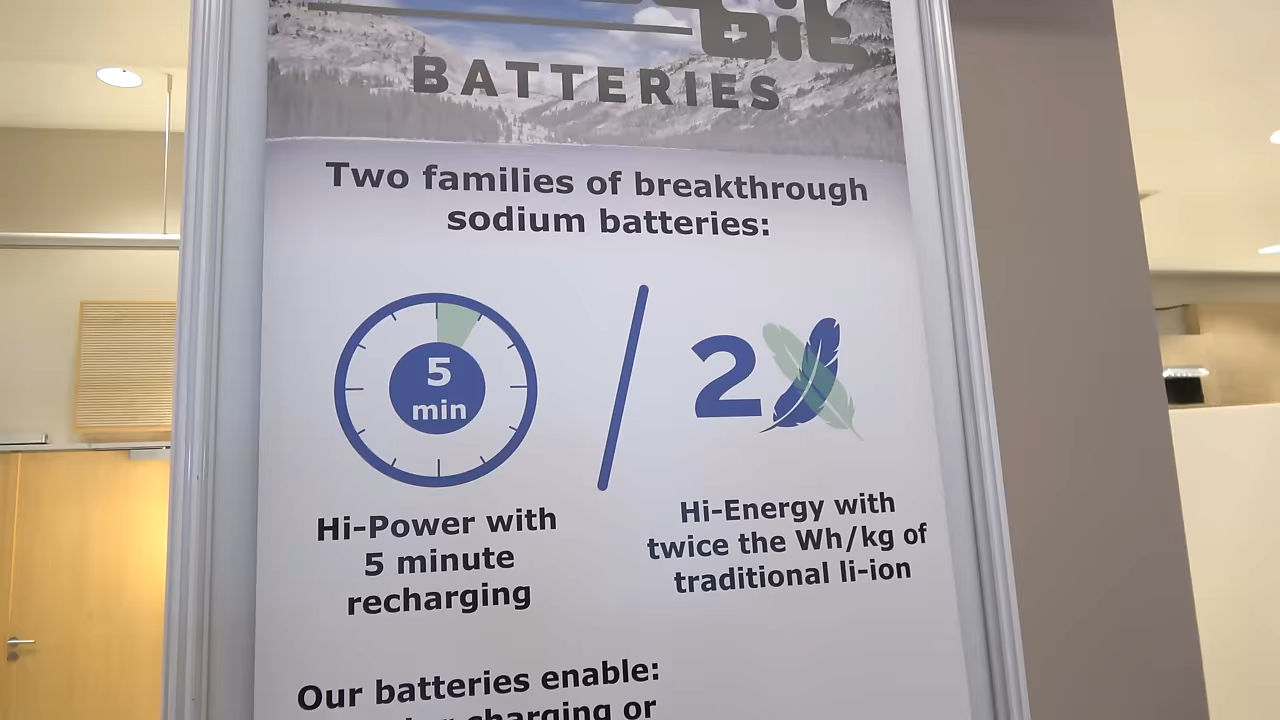 BATTERIES
Two families of breakthrough
sodium batteries:
5
min
2X
Hi-Power with
5 minute
recharging
Hi-Energy with
twice the Wh/kg of
traditional li-ion
Our batteries enable:
charging or